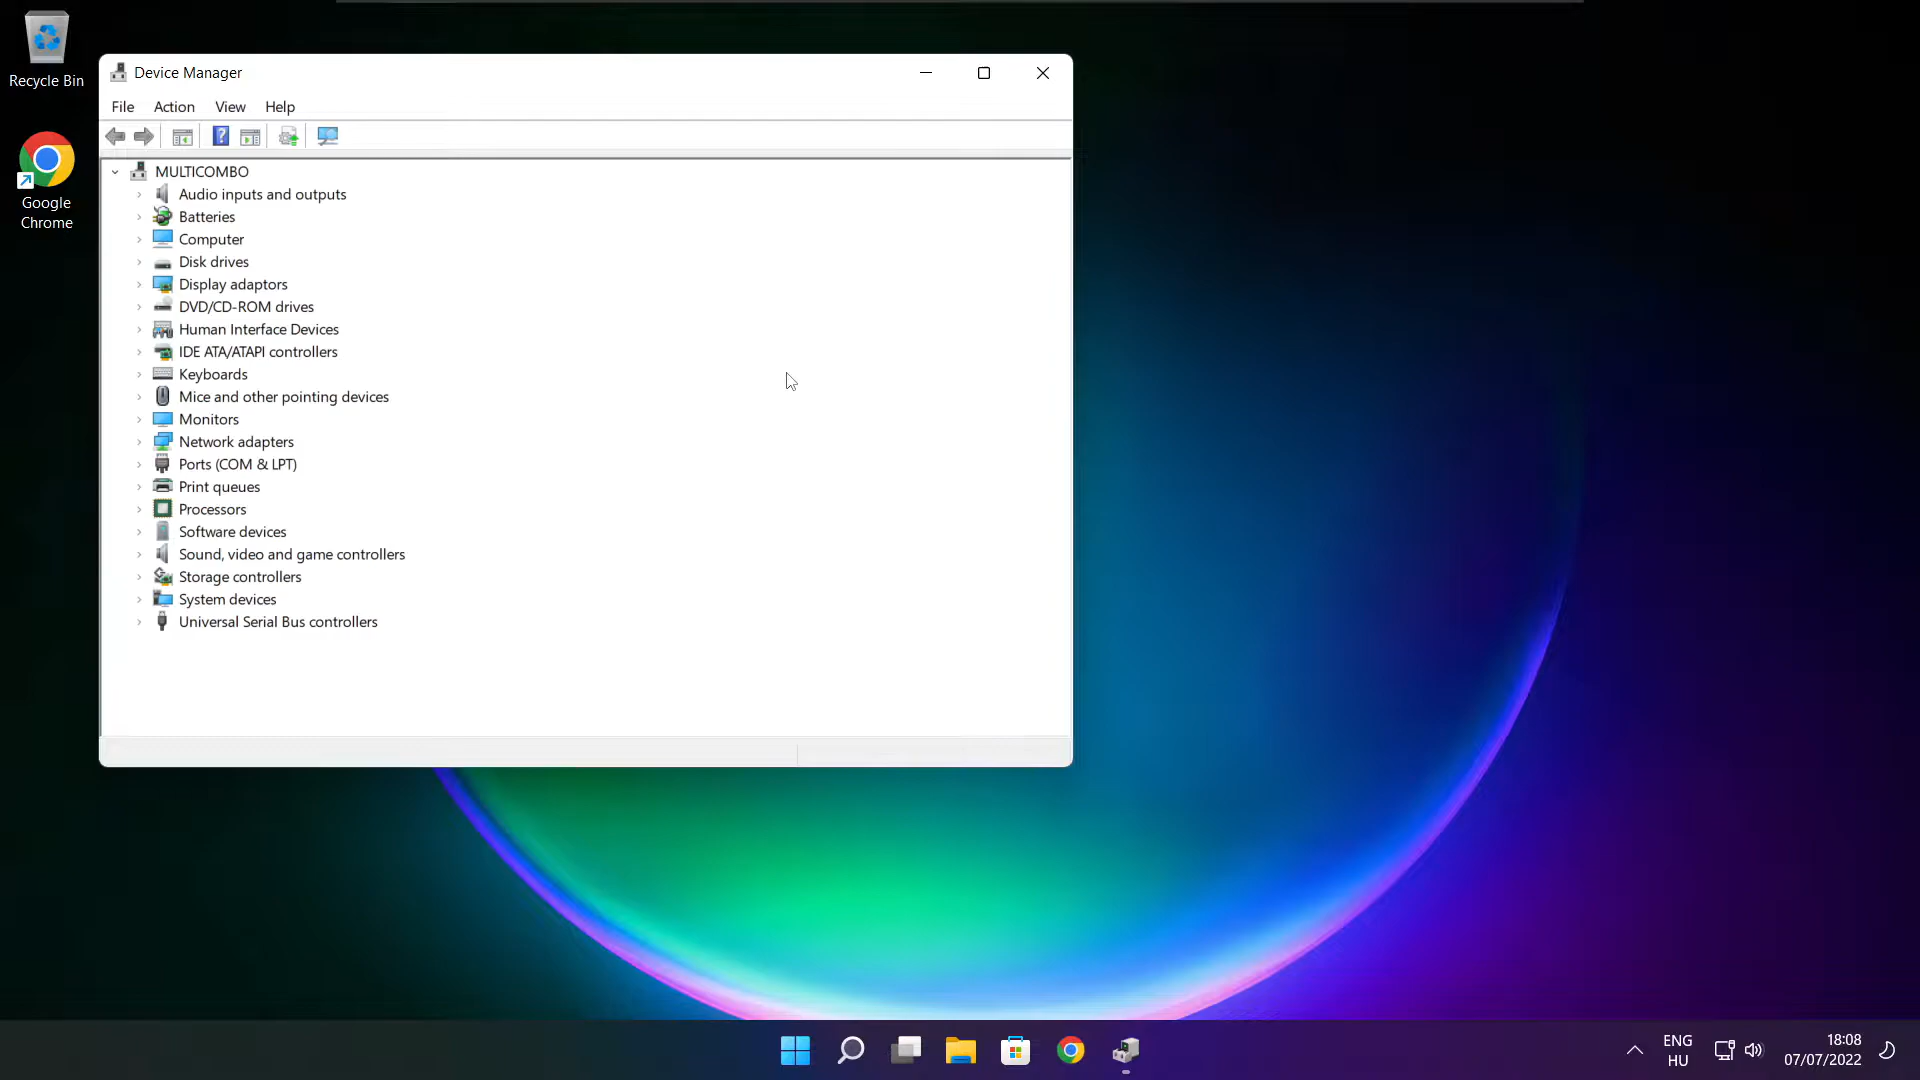 Recycle Bin
Google
Chrome
Device Manager
File Action View Help
MULTICOMBO
Audio inputs and outputs
Batteries
Computer
Disk drives
Display adaptors
DVD/CD-ROM drives
Human Interface Devices
IDE ATA/ATAPI controllers
Keyboards
Mice and other pointing devices
Monitors
Network adapters
Ports (COM & LPT)
Print queues
Processors
Software devices
Sound, video and game controllers
Storage controllers
System devices
Universal Serial Bus controllers
ENG
HU
18:08
07/07/2022